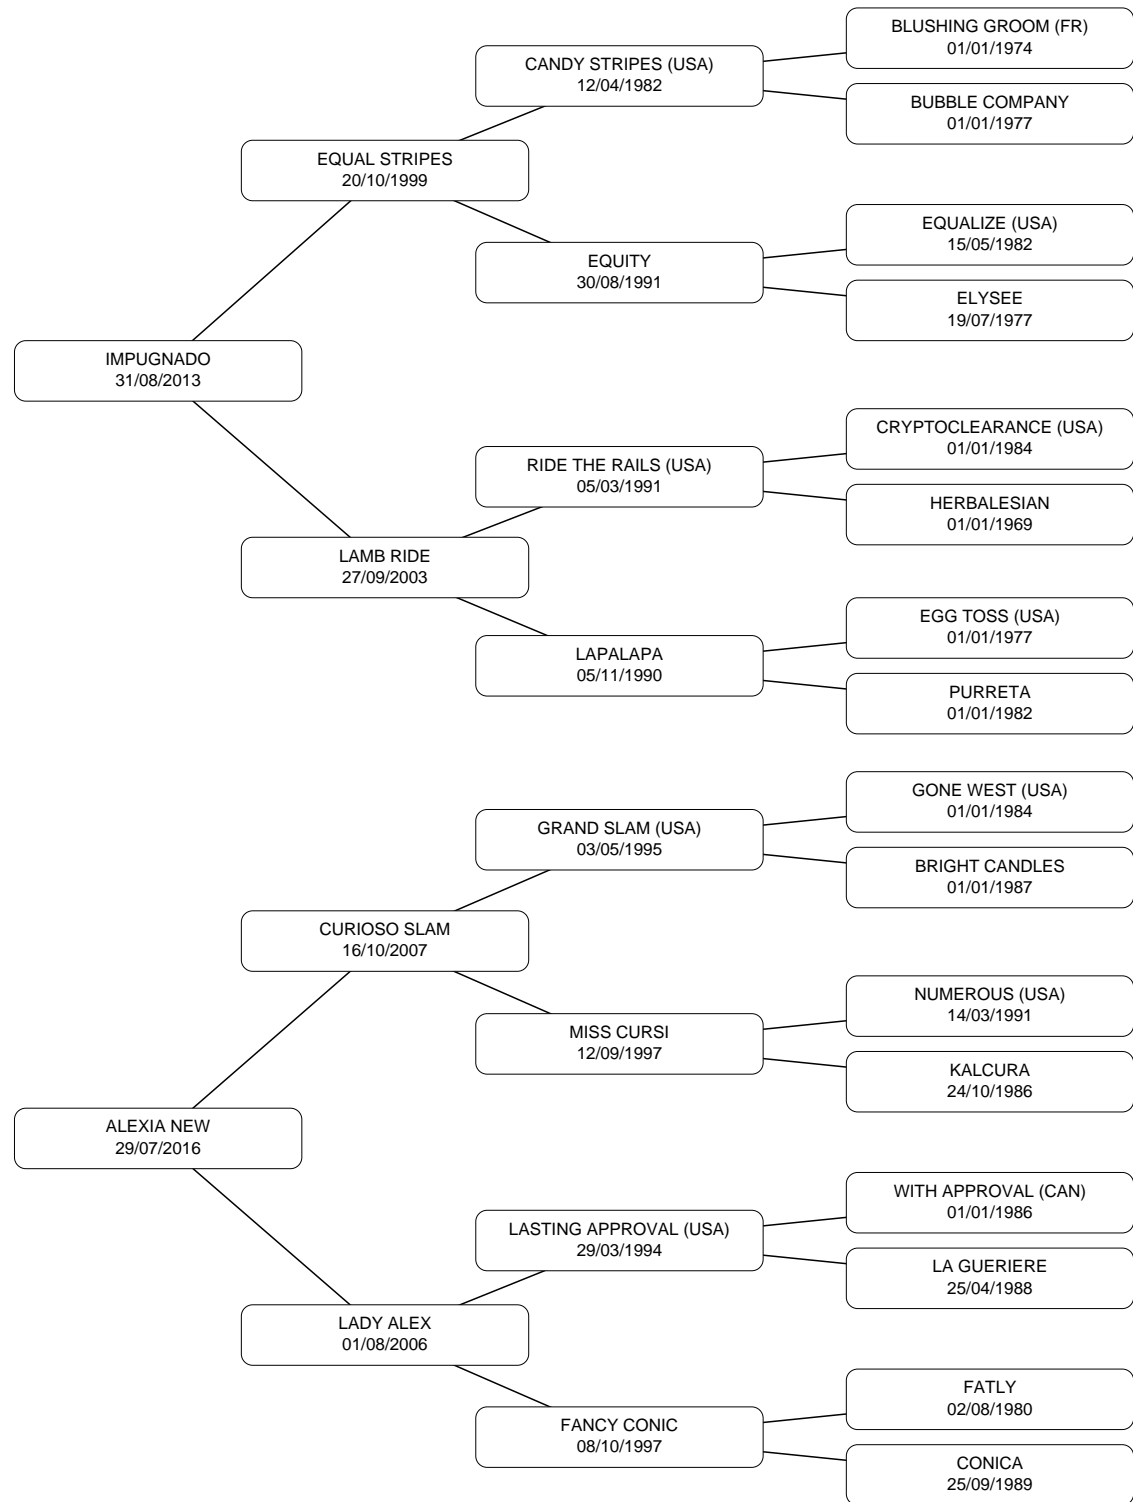 BLUSHING GROOM (FR)
01/01/1974
CANDY STRIPES (USA)
12/04/1982
BUBBLE COMPANY
01/01/1977
EQUAL STRIPES
20/10/1999
EQUALIZE (USA)
15/05/1982
EQUITY
30/08/1991
ELYSEE
19/07/1977
IMPUGNADO
31/08/2013
CRYPTOCLEARANCE (USA)
01/01/1984
RIDE THE RAILS (USA)
05/03/1991
HERBALESIAN
01/01/1969
LAMB RIDE
27/09/2003
EGG TOSS (USA)
01/01/1977
LAPALAPA
05/11/1990
PURRETA
01/01/1982
GONE WEST (USA)
01/01/1984
GRAND SLAM (USA)
03/05/1995
BRIGHT CANDLES
01/01/1987
CURIOSO SLAM
16/10/2007
NUMEROUS (USA)
14/03/1991
MISS CURSI
12/09/1997
KALCURA
24/10/1986
ALEXIA NEW
29/07/2016
WITH APPROVAL (CAN)
01/01/1986
LASTING APPROVAL (USA)
29/03/1994
LA GUERIERE
25/04/1988
LADY ALEX
01/08/2006
FATLY
02/08/1980
FANCY CONIC
08/10/1997
CONICA
25/09/1989